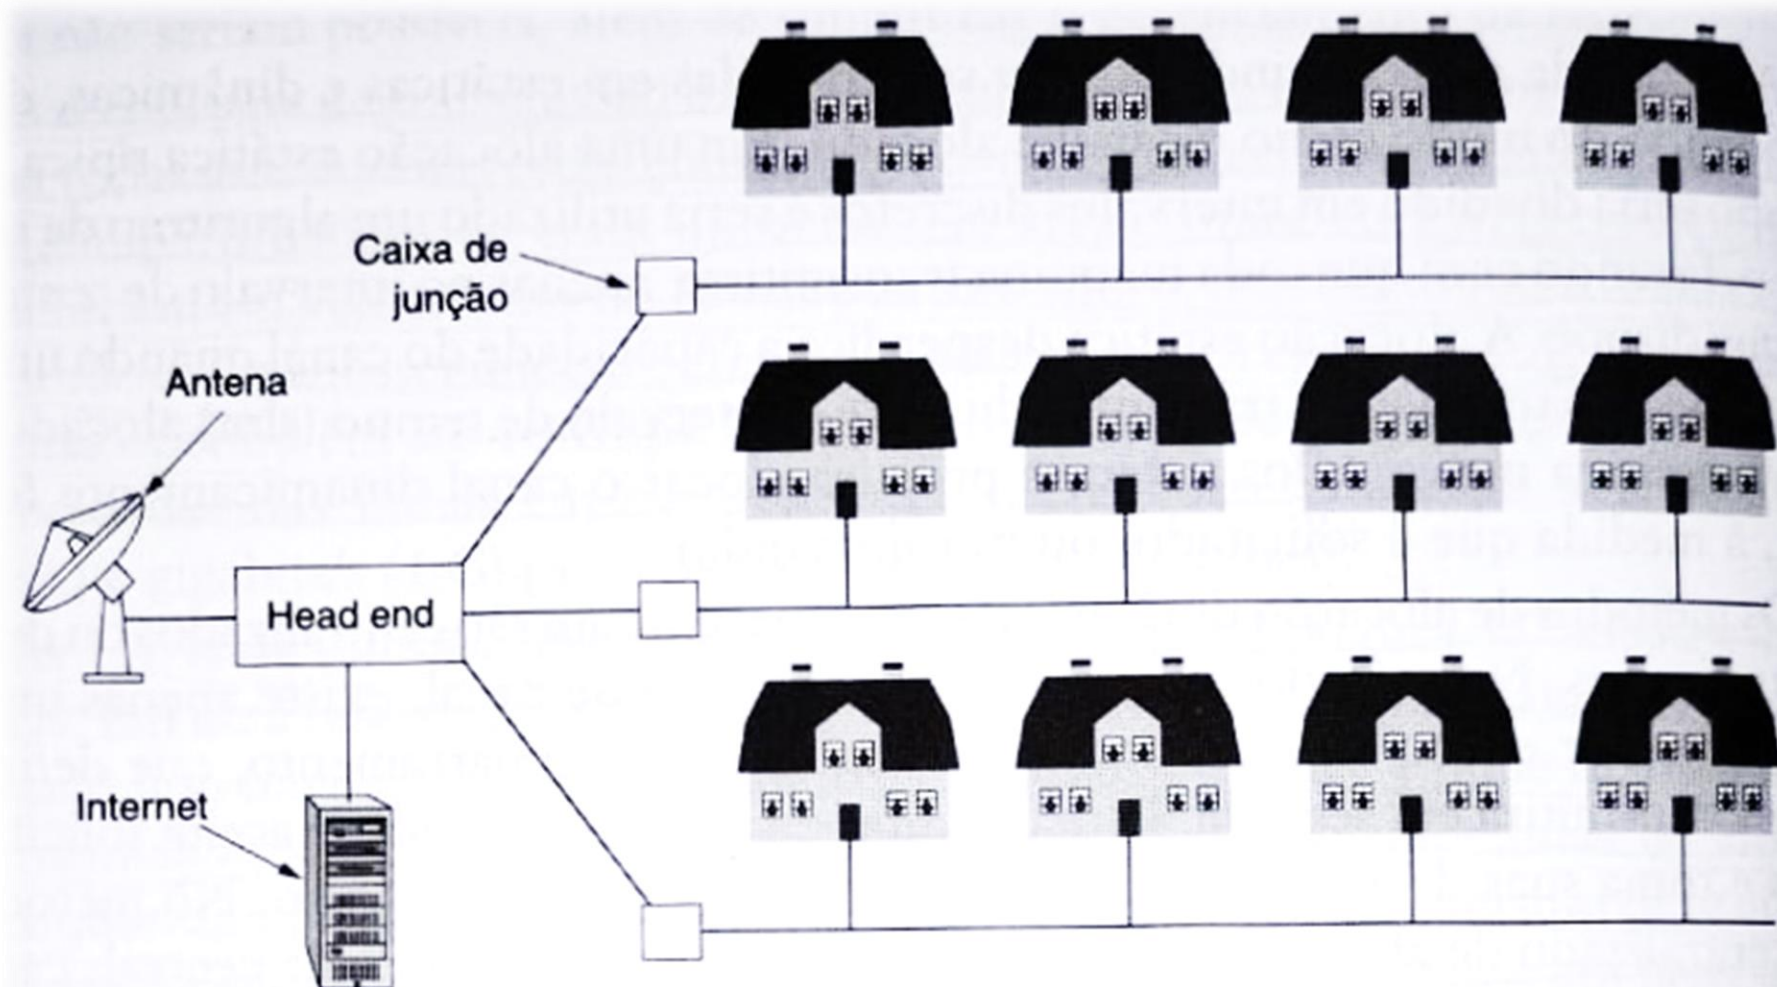 Caixa de
junção
Antena
Head end
Internet